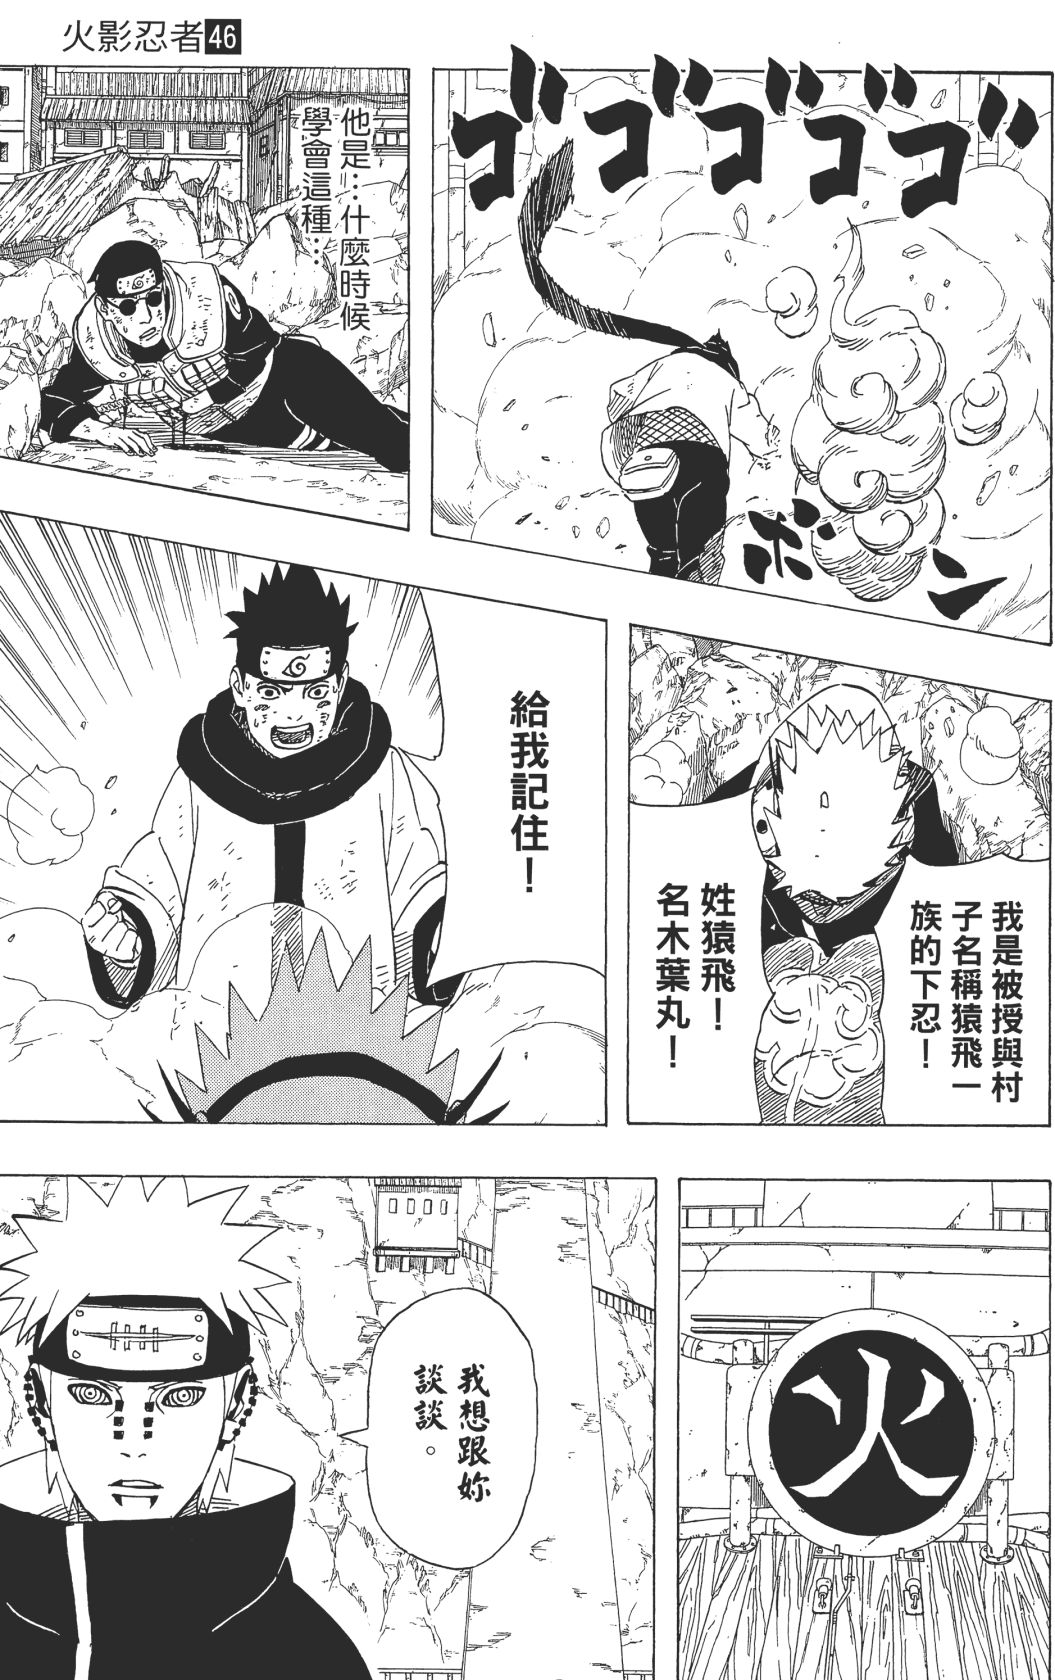 火影忍者46
ゴゴゴゴゴ
ボンッ
他是…什麼時候
學會這種…
我是被授與村
子名稱猿飛一
族的下忍！
姓猿飛！
名木葉丸！
給我記住！
火
我想跟妳
談談。